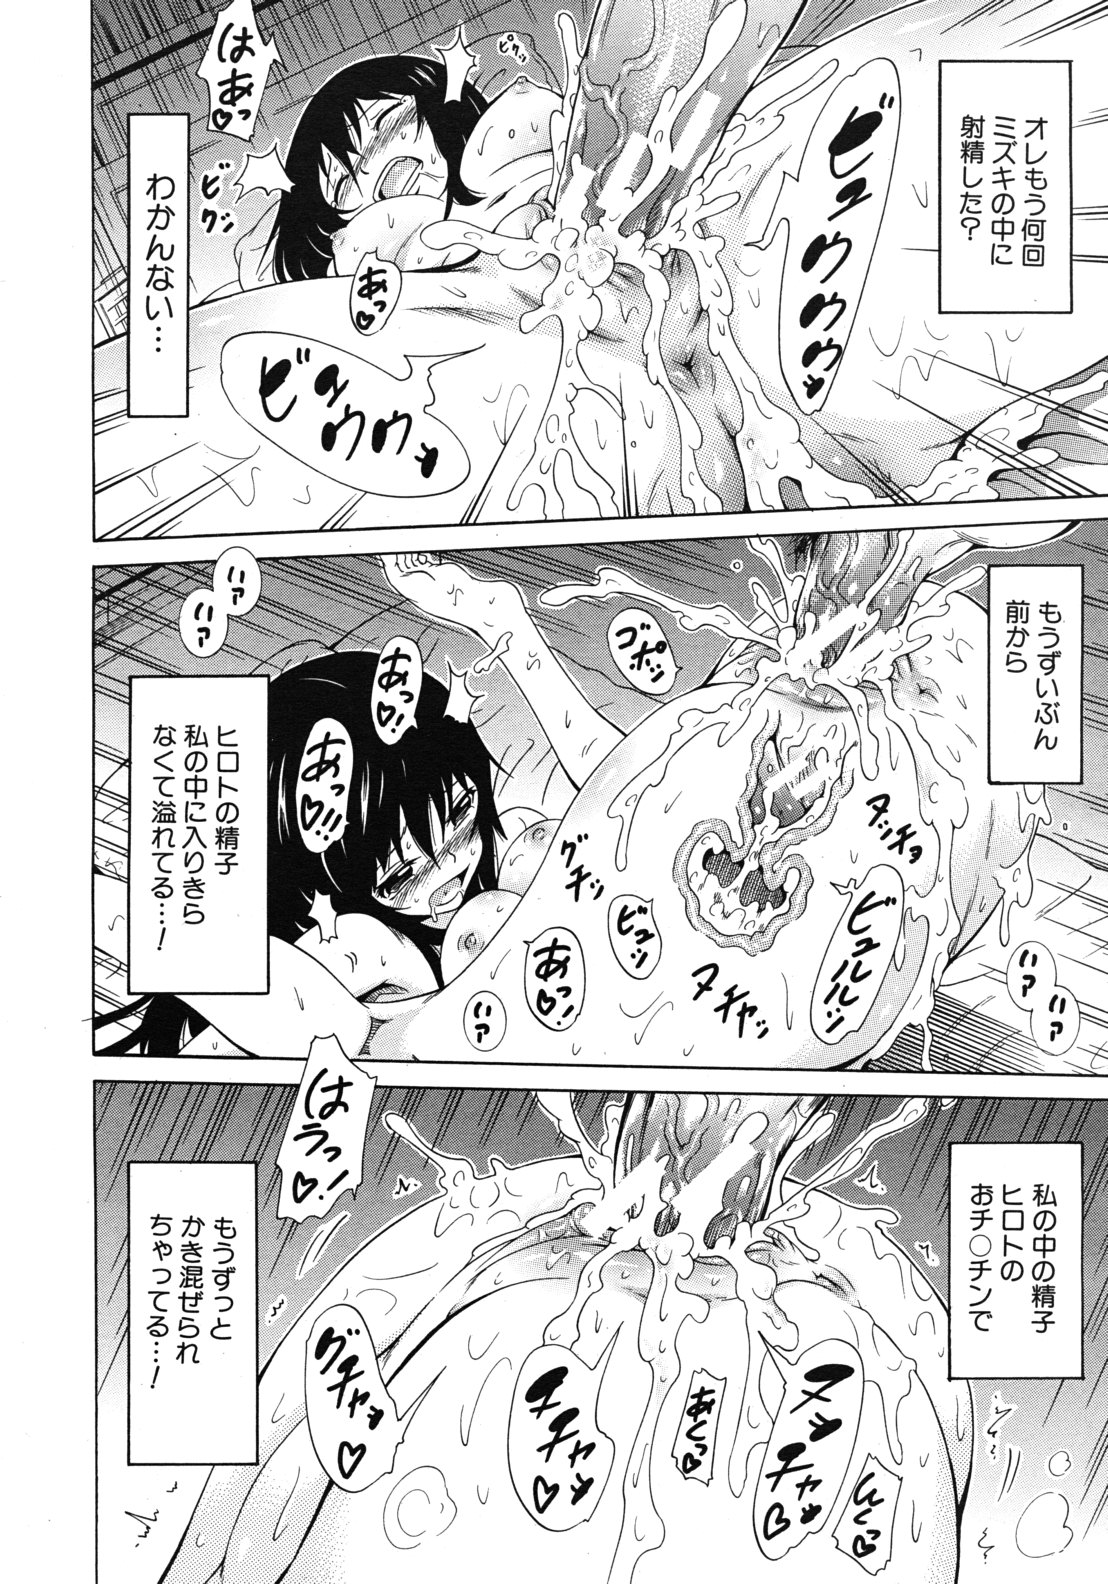 オレもう何回
ミズキの中に
射精した?
ビュウウウッ
ピクッ
はあっ♡
ビクッ
あっ♡
ビュウウウッ
わかんない…
もうずいぶん
前から
ゴポッ
ハァ
ハァ
あっ♡!
あっ♡!!!
ヌッチョ
グチッ
ビュルルッ
ビュッ
ヌチャッ
あっ♡!
ハァ
ハァ
ハァ
ヒロトの精子
私の中に入りきら
なくて溢れてる…!
はうっ♡!
私の中の精子
ヒロトの
おチ○チンで
ヌッチャッ♡
んくっ♡
あくっ♡
チチャッ♡
グチャッ♡
もうずっと
かき混ぜられ
ちゃってる…!